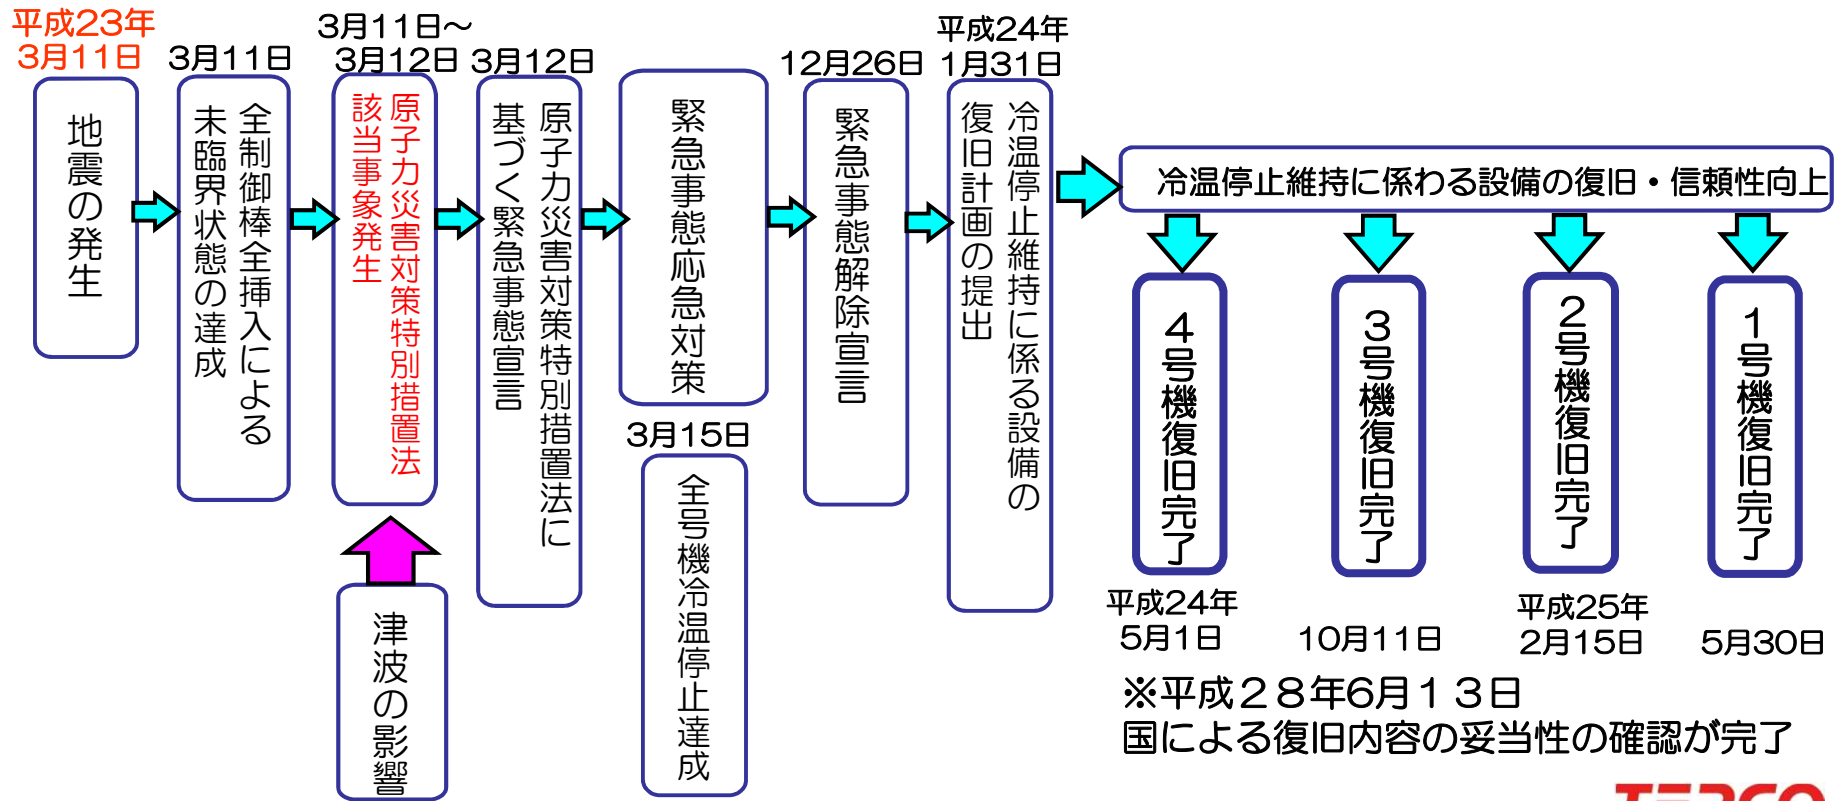 平成23年
3月11日
地震の発生
3月11日
全制御棒全挿入による
未臨界状態の達成
3月11日～
3月12日
原子力災害対策特別措置法
該当事象発生
津波の影響
3月12日
原子力災害対策特別措置法に
基づく緊急事態宣言
緊急事態応急対策
3月15日
全号機冷温停止達成
12月26日
緊急事態解除宣言
平成24年
1月31日
冷温停止維持に係る設備の
復旧計画の提出
冷温停止維持に係わる設備の復旧・信頼性向上
４号機復旧完了
平成24年
5月1日
３号機復旧完了
10月11日
２号機復旧完了
平成25年
2月15日
１号機復旧完了
5月30日
※平成２８年6月１３日
国による復旧内容の妥当性の確認が完了
TEPCO